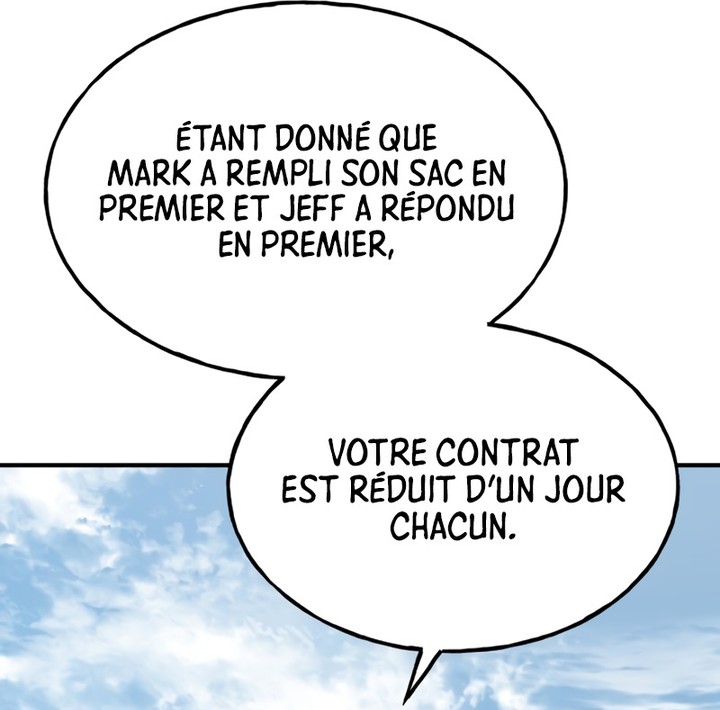 ÉTANT DONNÉ QUE
MARK A REMPLI SON SAC EN
PREMIER ET JEFF A RÉPONDU
EN PREMIER,
VOTRE CONTRAT
EST RÉDUIT D'UN JOUR
CHACUN.